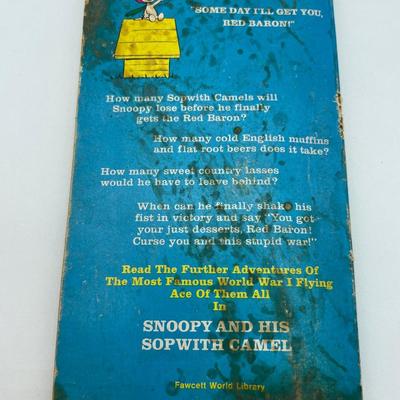 "SOME DAY I'LL GET YOU,
RED BARON!"
How many Sopwith Camels will
Snoopy lose before he finally
gets the Red Baron?
How many cold English muffins
and flat root beers does it take?
How many sweet country lasses
would he have to leave behind?
When can he finally shake his
fist in victory and say "You got
your just desserts, Red Baron!
Curse you and this stupid war!"
Read The Further Adventures Of
The Most Famous World War I Flying
Ace Of Them All
In
SNOOPY AND HIS
SOPWITH CAMEL
Fawcett World Library